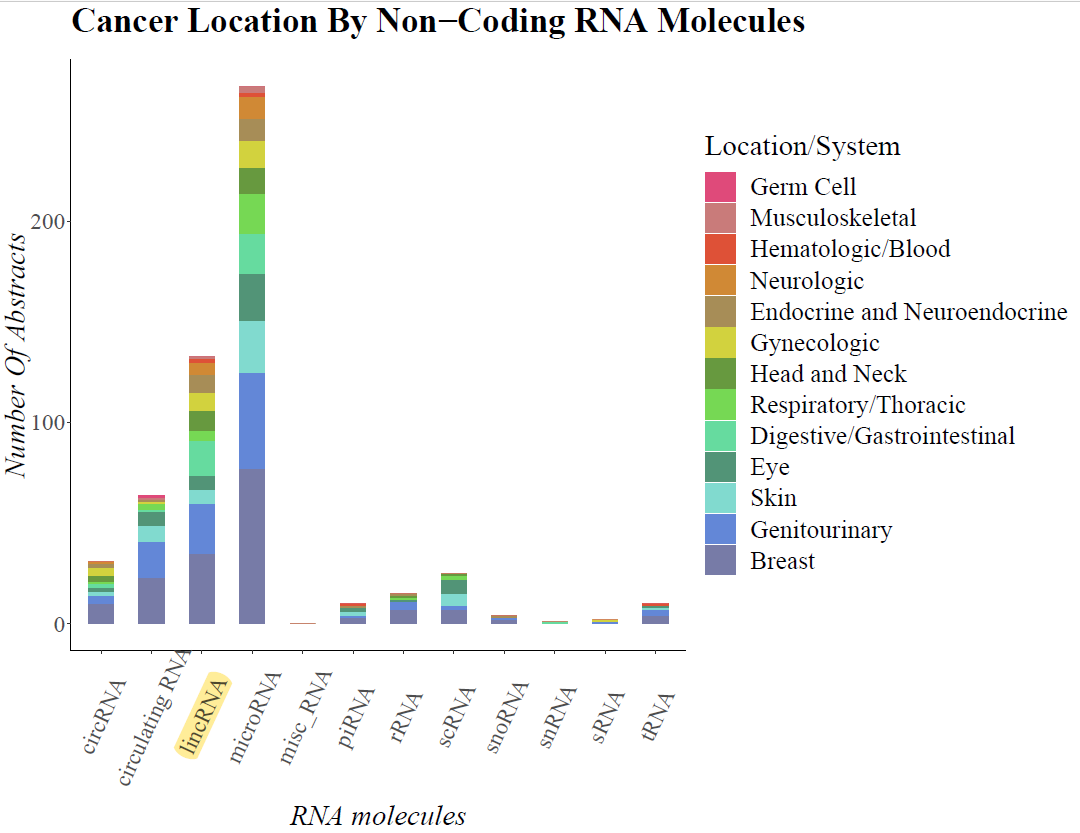 Cancer Location By Non−Coding RNA Molecules
Number Of Abstracts
200
100
0
circRNA
circulating RNA
lincRNA
microRNA
misc_RNA
piRNA
rRNA
scRNA
snoRNA
snRNA
sRNA
tRNA
RNA molecules
Location/System
Germ Cell
Musculoskeletal
Hematologic/Blood
Neurologic
Endocrine and Neuroendocrine
Gynecologic
Head and Neck
Respiratory/Thoracic
Digestive/Gastrointestinal
Eye
Skin
Genitourinary
Breast